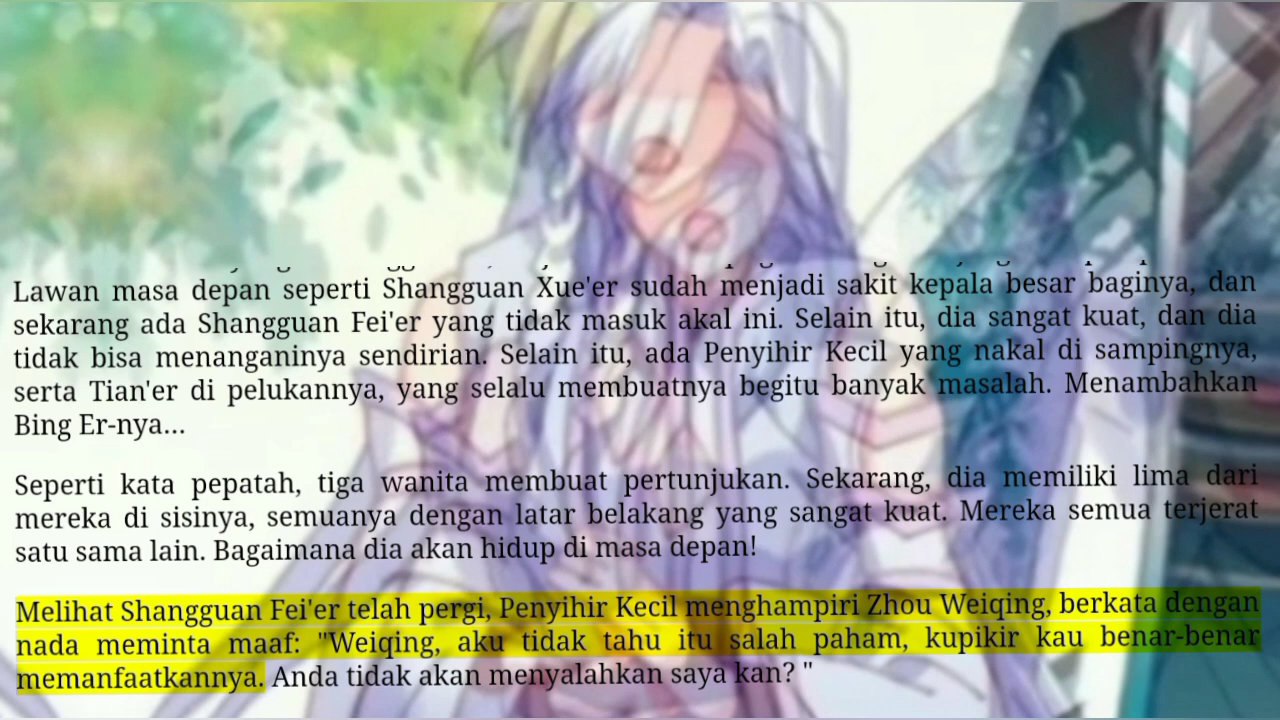 Lawan masa depan seperti Shangguan Xue'er sudah menjadi sakit kepala besar baginya, dan
sekarang ada Shangguan Fei'er yang tidak masuk akal ini. Selain itu, dia sangat kuat, dan dia
tidak bisa menanganinya sendirian. Selain itu, ada Penyihir Kecil yang nakal di sampingnya,
serta Tian'er di pelukannya, yang selalu membuatnya begitu banyak masalah. Menambahkan
Bing Er-nya...
Seperti kata pepatah, tiga wanita membuat pertunjukan. Sekarang, dia memiliki lima dari
mereka di sisinya, semuanya dengan latar belakang yang sangat kuat. Mereka semua terjerat
satu sama lain. Bagaimana dia akan hidup di masa depan!
Melihat Shangguan Fei'er telah pergi, Penyihir Kecil menghampiri Zhou Weiqing, berkata dengan
nada meminta maaf: "Weiqing, aku tidak tahu itu salah paham, kupikir kau benar-benar
memanfaatkannya. Anda tidak akan menyalahkan saya kan? "